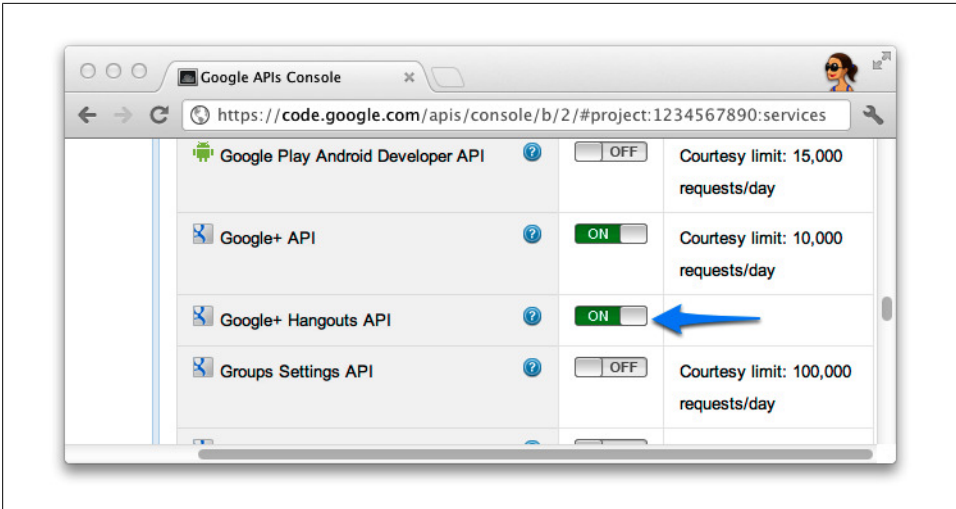 Google APIs Console
https://code.google.com/apis/console/b/2/#project:1234567890:services
Google Play Android Developer API
OFF
Courtesy limit: 15,000
requests/day
Google+ API
ON
Courtesy limit: 10,000
requests/day
Google+ Hangouts API
ON
Groups Settings API
OFF
Courtesy limit: 100,000
requests/day